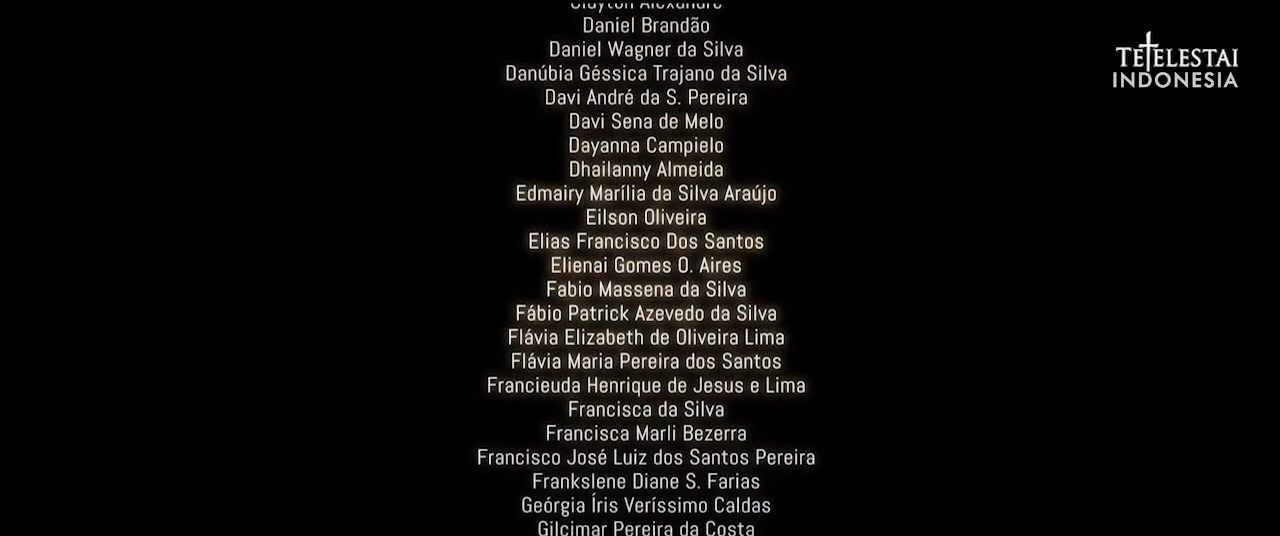 Clayton Alexandre
Daniel Brandão
Daniel Wagner da Silva
Danúbia Géssica Trajano da Silva
Davi André da S. Pereira
Davi Sena de Melo
Dayanna Campielo
Dhailanny Almeida
Edmairy Marília da Silva Araújo
Eilson Oliveira
Elias Francisco Dos Santos
Elienai Gomes O. Aires
Fabio Massena da Silva
Fábio Patrick Azevedo da Silva
Flávia Elizabeth de Oliveira Lima
Flávia Maria Pereira dos Santos
Francieuda Henrique de Jesus e Lima
Francisca da Silva
Francisca Marli Bezerra
Francisco José Luiz dos Santos Pereira
Frankslene Diane S. Farias
Geórgia Íris Veríssimo Caldas
Gilcimar Pereira da Costa
TETELESTAI
INDONESIA